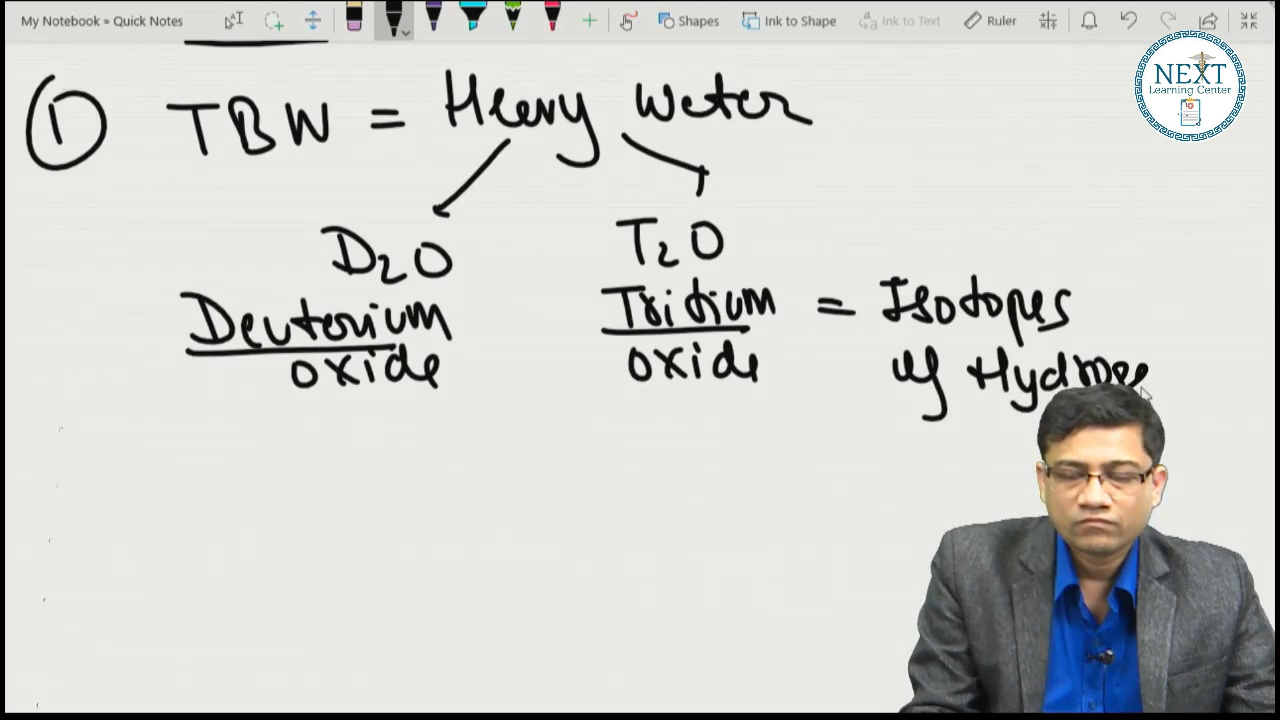 My Notebook » Quick Notes
Shapes
Ink to Shape
Ink to Text
Ruler
NEXT
Learning Center
① TBW = Heavy Water
D₂O
T₂O
Deuterium
oxide
Tritium
oxide
= Isotopes
of